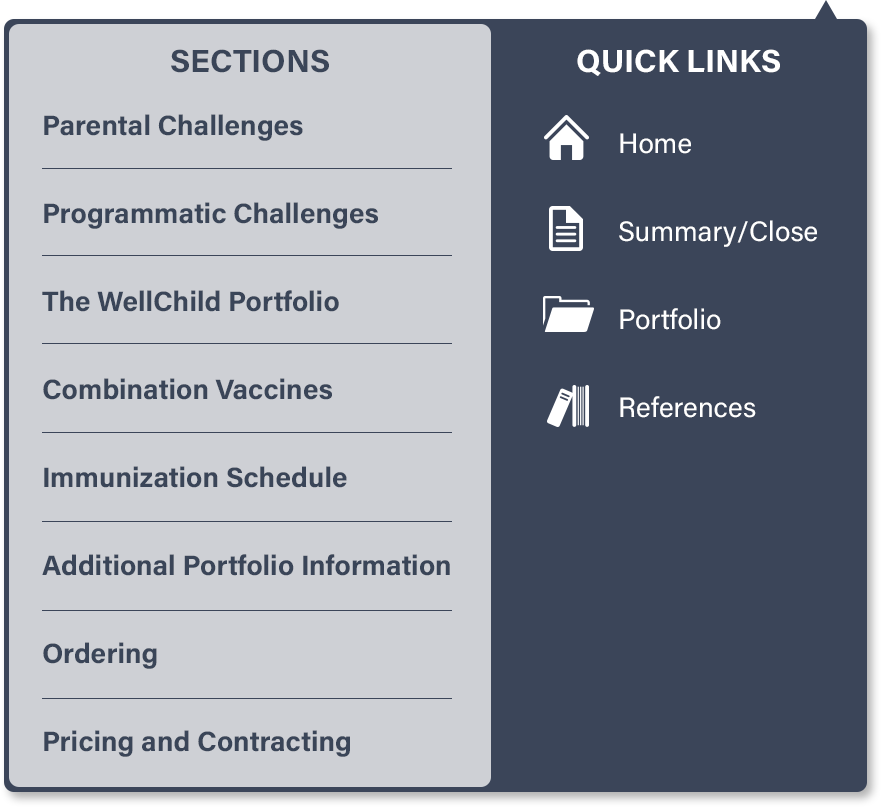 SECTIONS
Parental Challenges
Programmatic Challenges
The WellChild Portfolio
Combination Vaccines
Immunization Schedule
Additional Portfolio Information
Ordering
Pricing and Contracting
QUICK LINKS
Home
Summary/Close
Portfolio
References